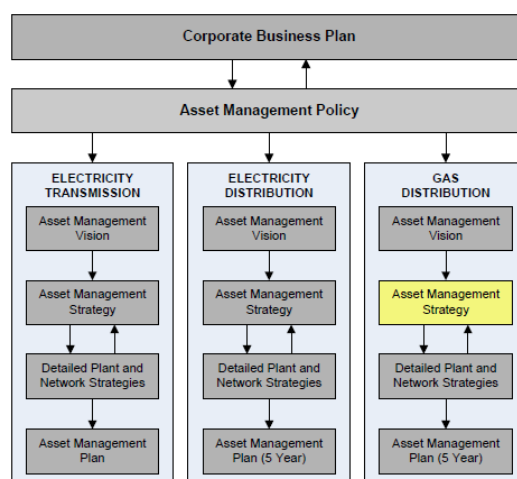 Corporate Business Plan
Asset Management Policy
ELECTRICITY
TRANSMISSION
Asset Management
Vision
Asset Management
Strategy
Detailed Plant and
Network Strategies
Asset Management
Plan
ELECTRICITY
DISTRIBUTION
Asset Management
Vision
Asset Management
Strategy
Detailed Plant and
Network Strategies
Asset Management
Plan (5 Year)
GAS
DISTRIBUTION
Asset Management
Vision
Asset Management
Strategy
Detailed Plant and
Network Strategies
Asset Management
Plan (5 Year)